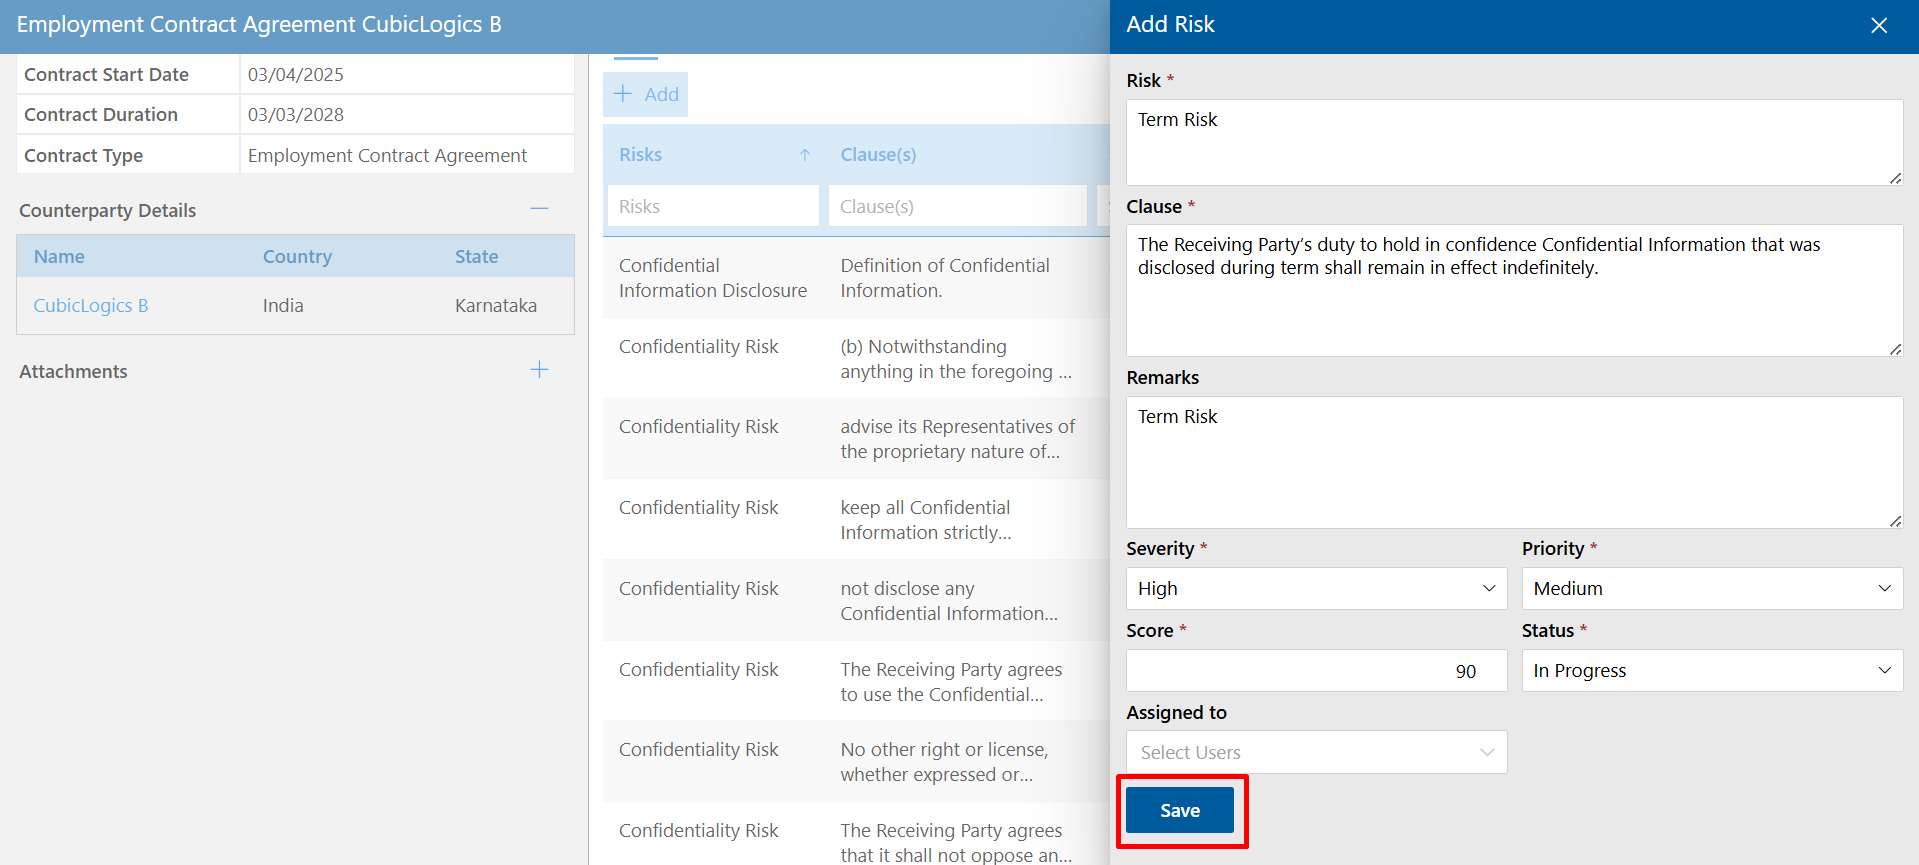 Employment Contract Agreement CubicLogics B
Contract Start Date 03/04/2025
Contract Duration 03/03/2028
Contract Type Employment Contract Agreement
Counterparty Details
Name Country State
CubicLogics B India Karnataka
Attachments
Add
Risks Clause(s)
Risks Clause(s)
Confidential
Information Disclosure
Definition of Confidential
Information.
Confidentiality Risk
(b) Notwithstanding
anything in the foregoing ...
Confidentiality Risk
advise its Representatives of
the proprietary nature of...
Confidentiality Risk
keep all Confidential
Information strictly...
Confidentiality Risk
not disclose any
Confidential Information...
Confidentiality Risk
The Receiving Party agrees
to use the Confidential...
Confidentiality Risk
No other right or license,
whether expressed or...
Confidentiality Risk
The Receiving Party agrees
that it shall not oppose an...
Add Risk
Risk *
Term Risk
Clause *
The Receiving Party’s duty to hold in confidence Confidential Information that was
disclosed during term shall remain in effect indefinitely.
Remarks
Term Risk
Severity * Priority *
High Medium
Score * Status *
90 In Progress
Assigned to
Select Users
Save